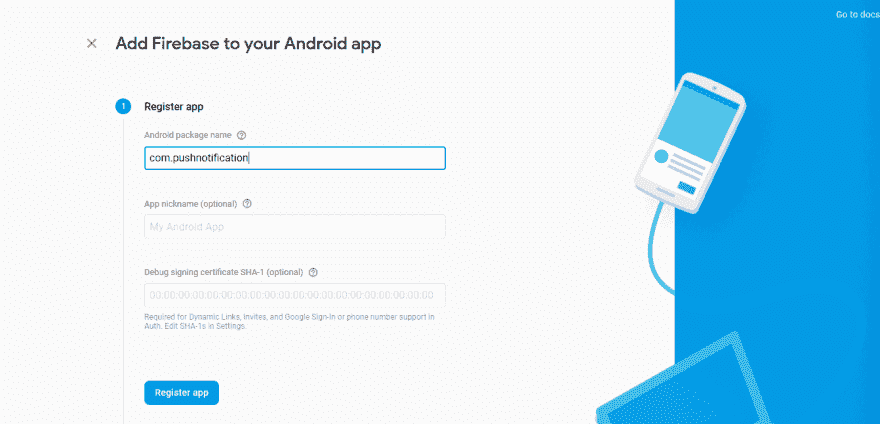 Go to docs
Add Firebase to your Android app
1 Register app
Android package name
com.pushnotification
App nickname (optional)
My Android App
Debug signing certificate SHA-1 (optional)
00:00:00:00:00:00:00:00:00:00:00:00:00:00:00:00:00:00:00:00
Required for Dynamic Links, Invites, and Google Sign-In or phone number support in
Auth. Edit SHA-1s in Settings.
Register app